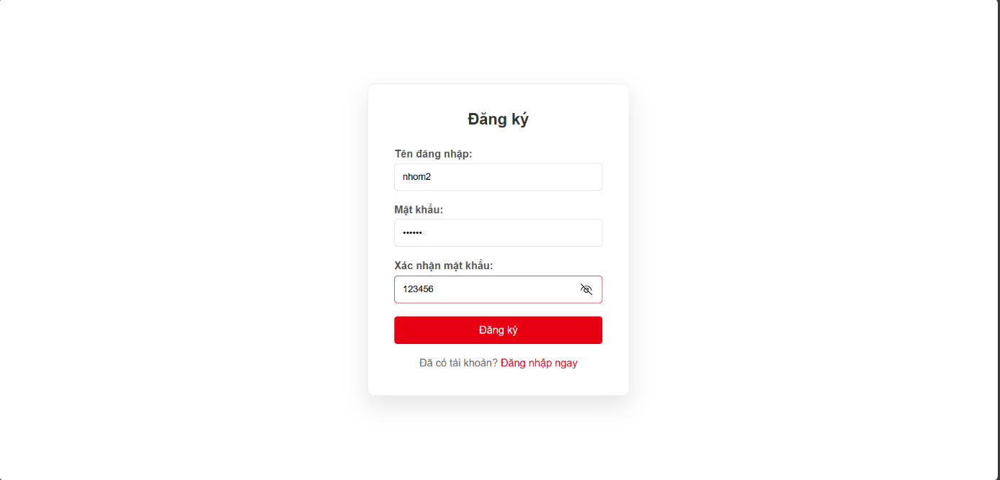 Đăng ký
Tên đăng nhập:
nhom2
Mật khẩu:
••••••
Xác nhận mật khẩu:
123456
Đăng ký
Đã có tài khoản? Đăng nhập ngay